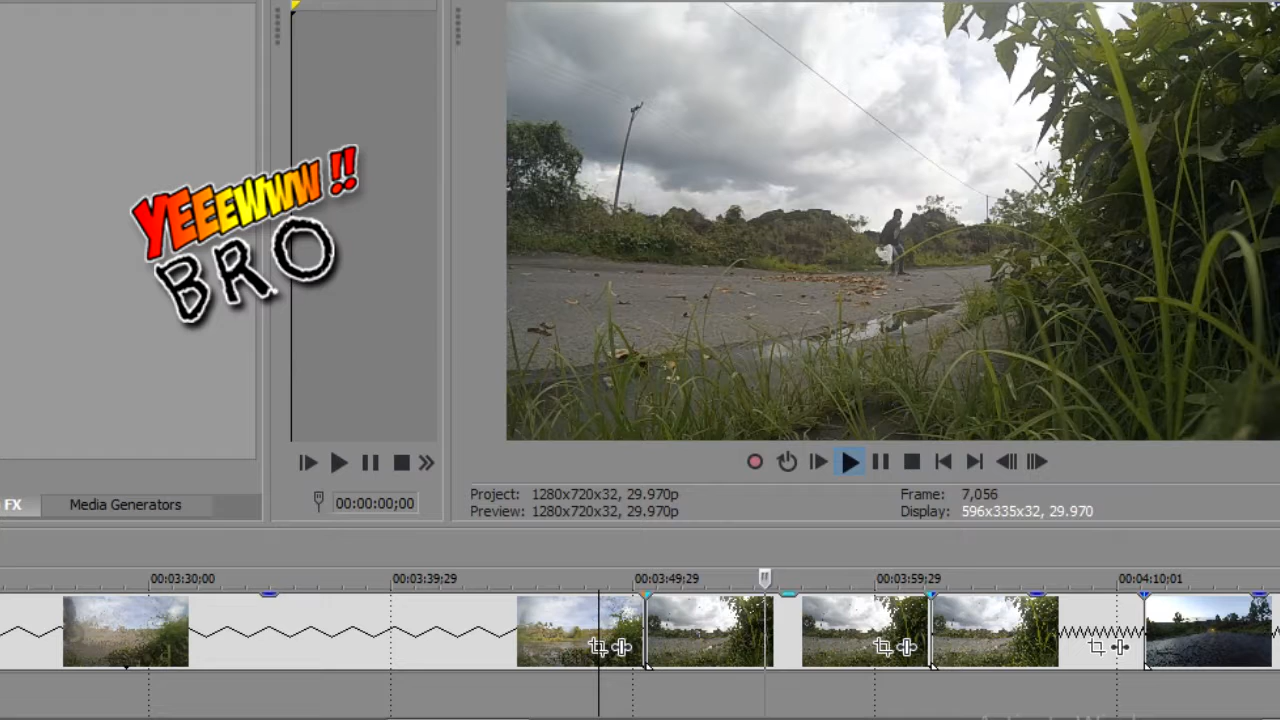 YEEEWWW !!
BRO
00:00:00;00
FX
Media Generators
Project: 1280x720x32, 29.970p
Preview: 1280x720x32, 29.970p
Frame: 7,056
Display: 596x335x32, 29.970
00:03:30;00
00:03:39;29
00:03:49;29
00:03:59;29
00:04:10;01